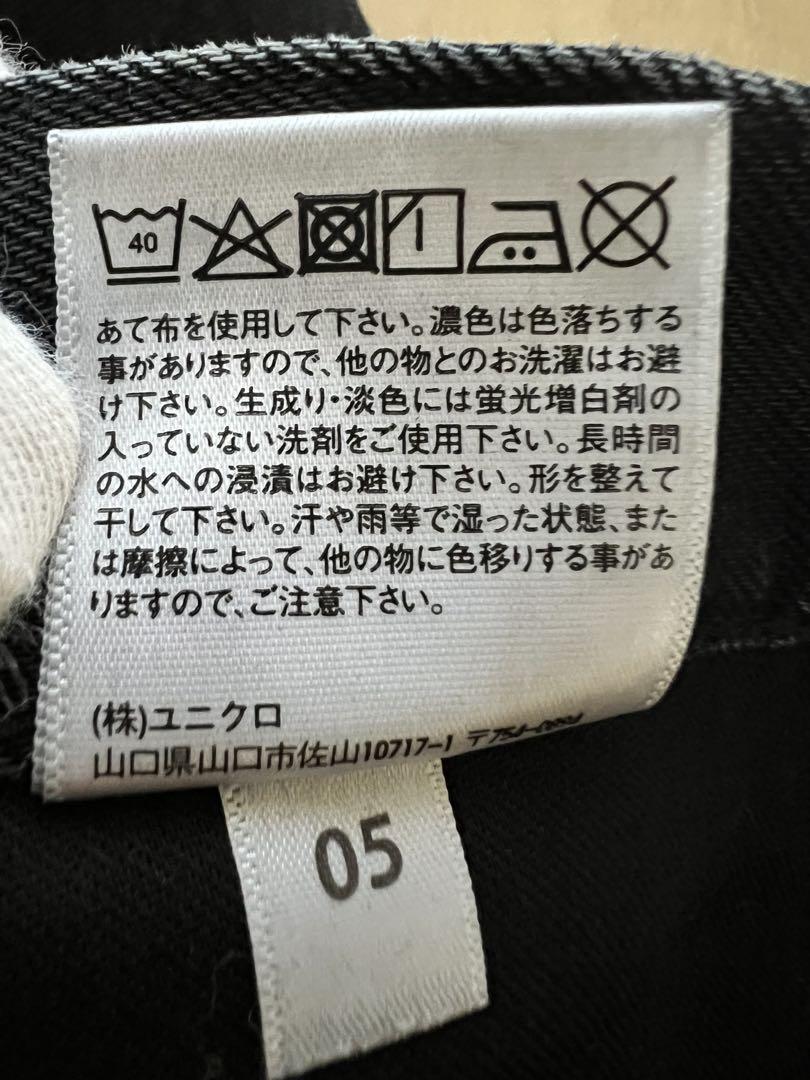 40
あて布を使用して下さい。濃色は色落ちする
事がありますので、他の物とのお洗濯はお避
け下さい。生成り・淡色には蛍光増白剤の
入っていない洗剤をご使用下さい。長時間
の水への浸漬はお避け下さい。形を整えて
干して下さい。汗や雨等で湿った状態、また
は摩擦によって、他の物に色移りする事があ
りますので、ご注意下さい。
(株)ユニクロ
山口県山口市佐山10717-1
05